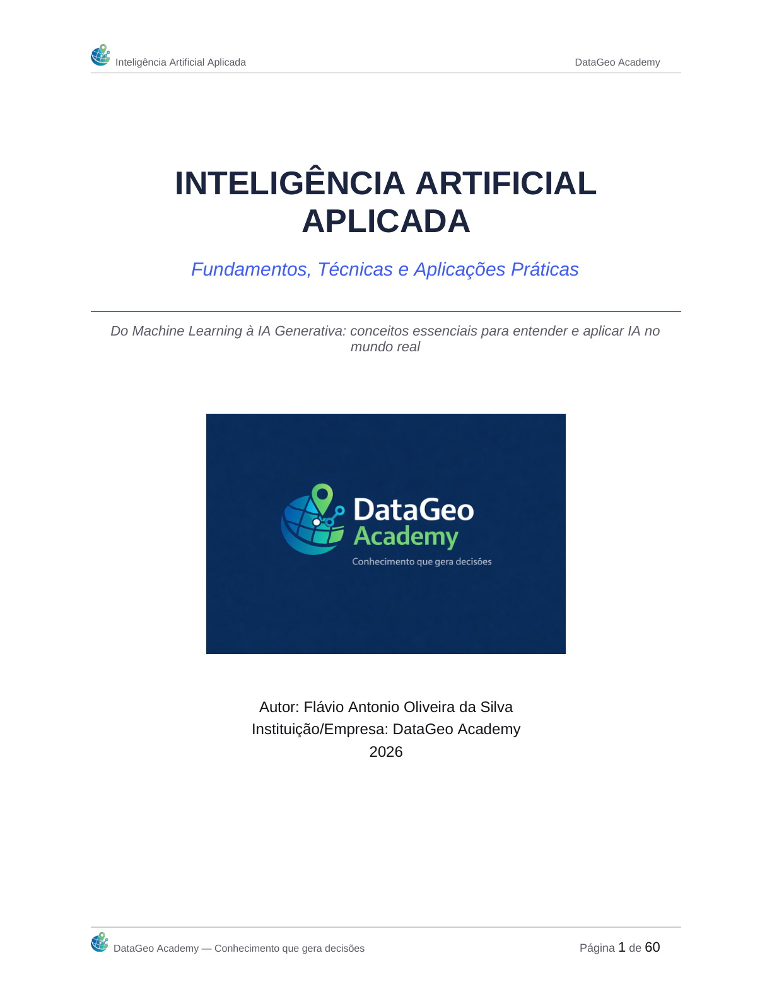 Inteligência Artificial Aplicada DataGeo Academy
INTELIGÊNCIA ARTIFICIAL
APLICADA
Fundamentos, Técnicas e Aplicações Práticas
Do Machine Learning à IA Generativa: conceitos essenciais para entender e aplicar IA no
mundo real
DataGeo
Academy
Conhecimento que gera decisões
Autor: Flávio Antonio Oliveira da Silva
Instituição/Empresa: DataGeo Academy
2026
DataGeo Academy — Conhecimento que gera decisões Página 1 de 60